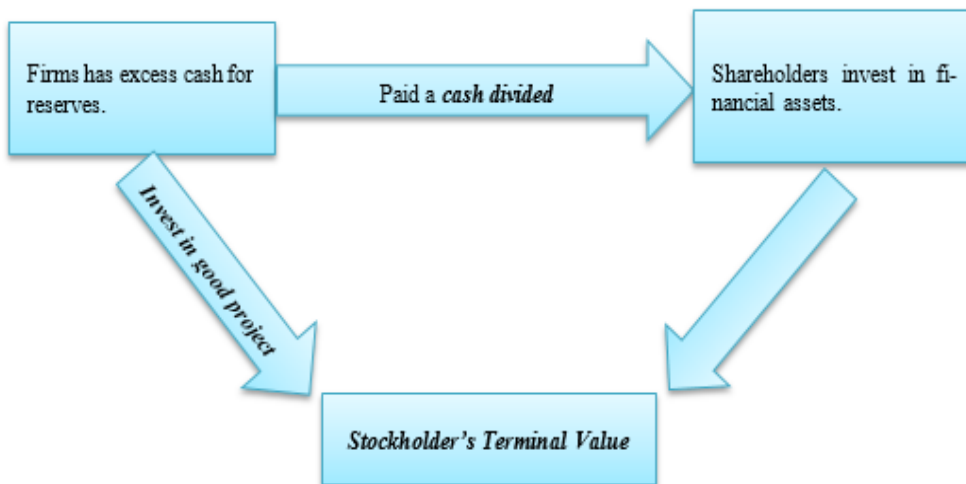 Firms has excess cash for
reserves.
Paid a cash divided
Shareholders invest in fi-
nancial assets.
Invest in good project
Stockholder's Terminal Value